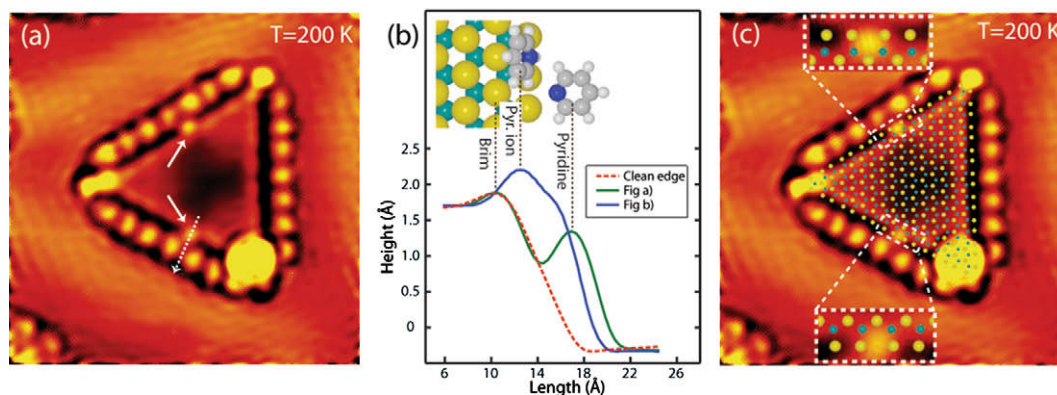 (a)
T=200 K
(b)
Brim
Pyr. ion
Pyridine
Clean edge
Fig a)
Fig b)
Height (Å)
2.5
2.0
1.5
1.0
0.5
0
6 10 14 18 22 26
Length (Å)
(c)
T=200 K